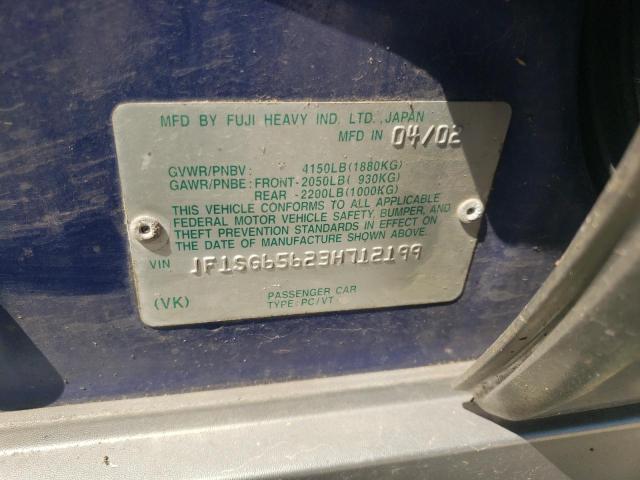 MFD BY FUJI HEAVY IND. LTD. JAPAN
MFD IN 04/02
GVWR/PNBV: 4150LB(1880KG)
GAWR/PNBE: FRONT-2050LB( 930KG)
REAR -2200LB(1000KG)
THIS VEHICLE CONFORMS TO ALL APPLICABLE
FEDERAL MOTOR VEHICLE SAFETY, BUMPER, AND
THEFT PREVENTION STANDARDS IN EFFECT ON
THE DATE OF MANUFACTURE SHOWN ABOVE.
VIN JF1SG65623H712199
PASSENGER CAR
(VK) TYPE: PC/VT